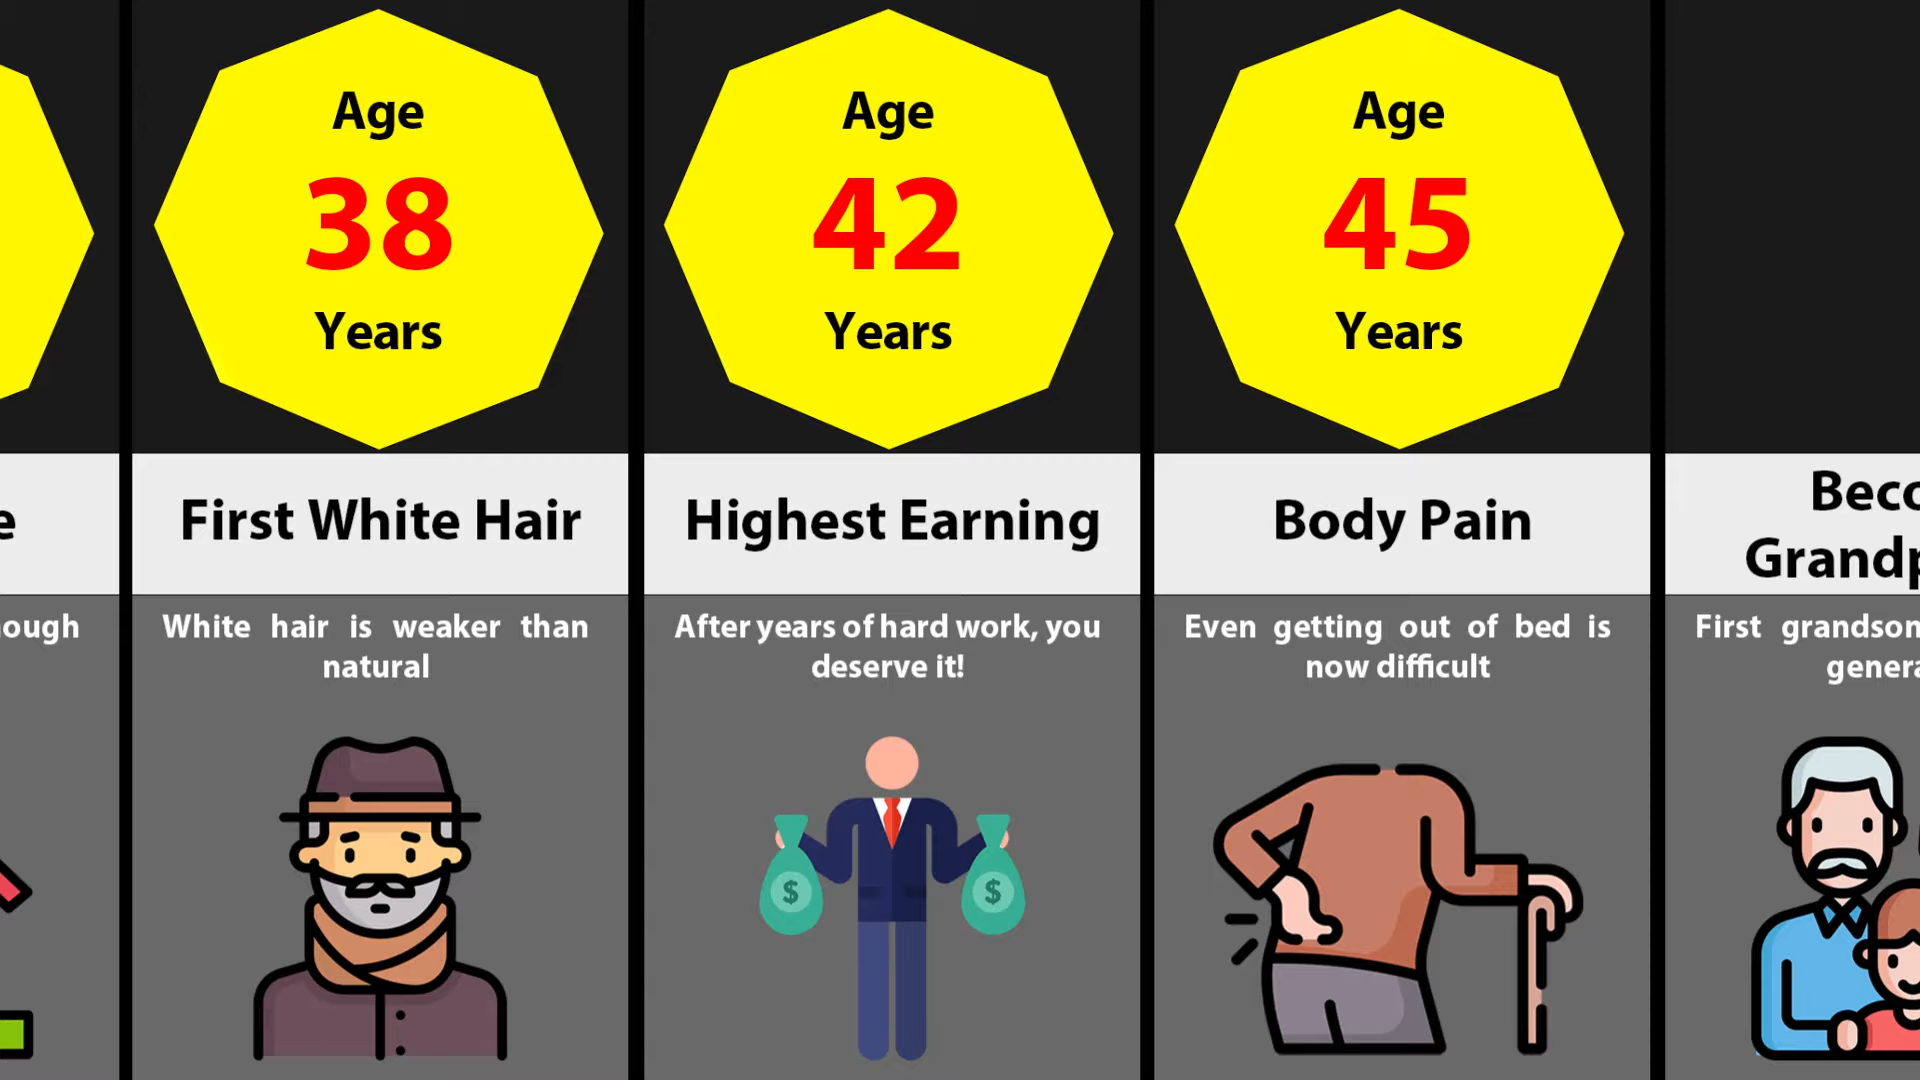 Age
38
Years
First White Hair
White hair is weaker than
natural
Age
42
Years
Highest Earning
After years of hard work, you
deserve it!
$ $
Age
45
Years
Body Pain
Even getting out of bed is
now difficult
First grandson